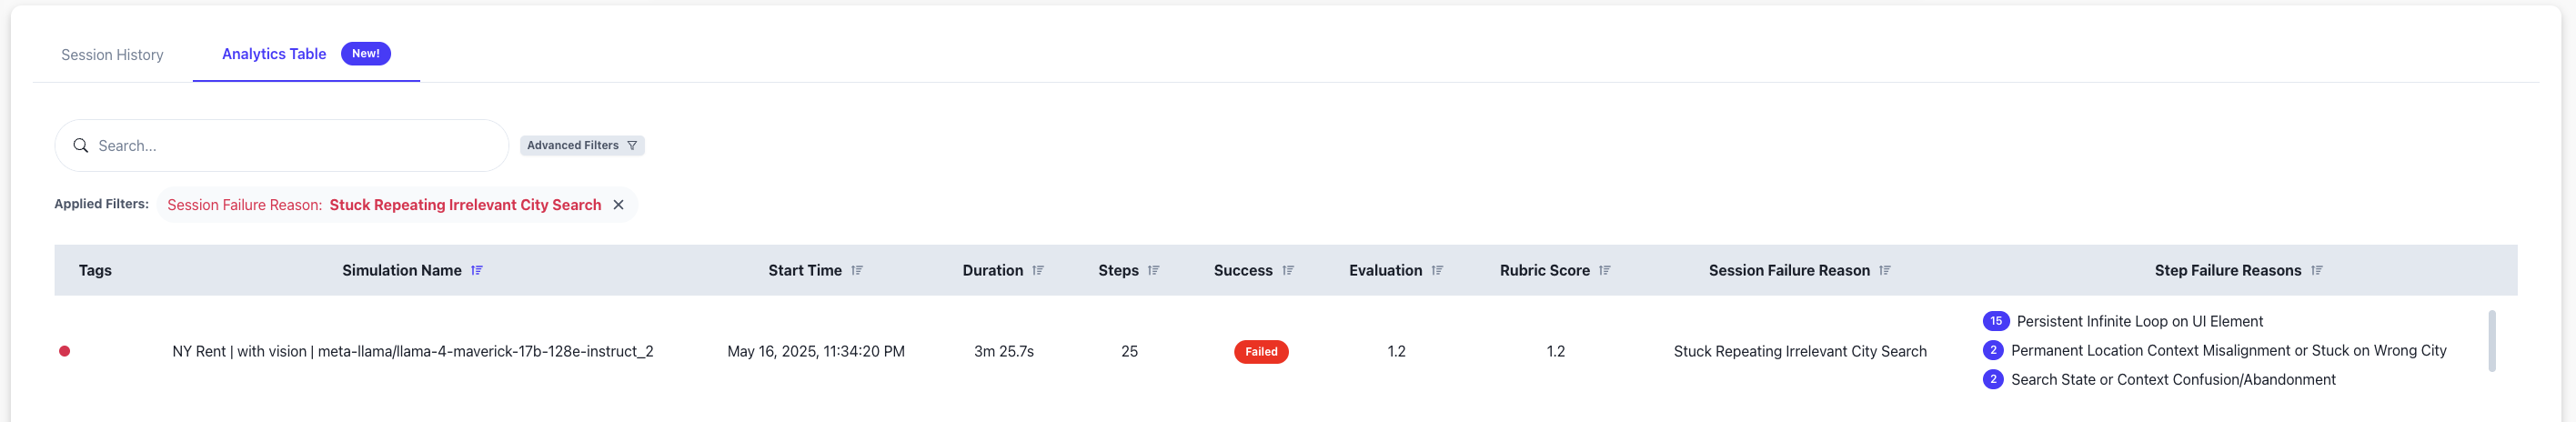 Session History
Analytics Table New!
Search...
Advanced Filters
Applied Filters: Session Failure Reason: Stuck Repeating Irrelevant City Search
Tags Simulation Name Start Time Duration Steps Success Evaluation Rubric Score Session Failure Reason Step Failure Reasons
NY Rent | with vision | meta-llama/llama-4-maverick-17b-128e-instruct_2 May 16, 2025, 11:34:20 PM 3m 25.7s 25 Failed 1.2 1.2 Stuck Repeating Irrelevant City Search
15 Persistent Infinite Loop on UI Element
2 Permanent Location Context Misalignment or Stuck on Wrong City
2 Search State or Context Confusion/Abandonment